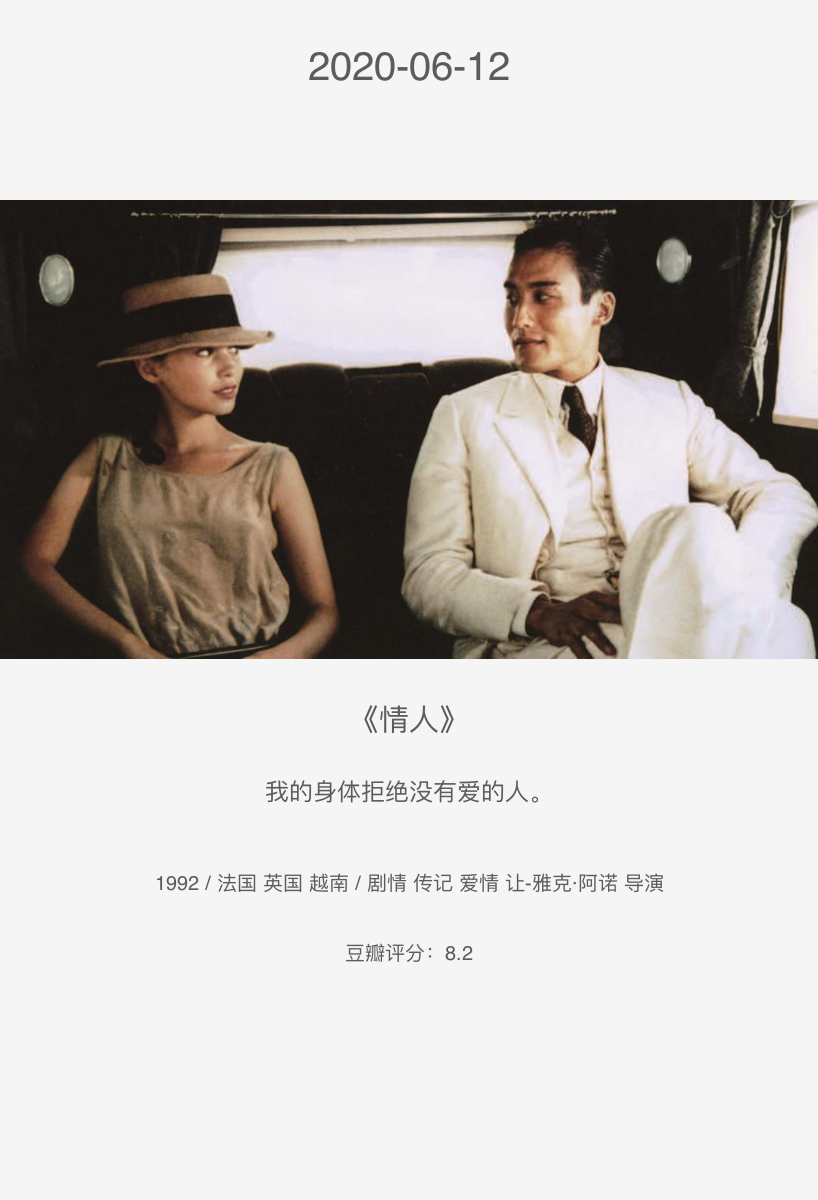 2020-06-12
《情人》
我的身体拒绝没有爱的人。
1992 / 法国 英国 越南 / 剧情 传记 爱情 让-雅克·阿诺 导演
豆瓣评分：8.2